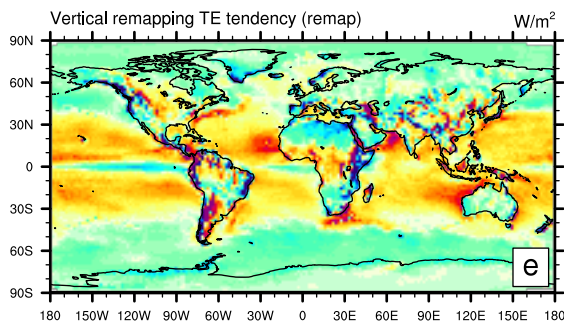 Vertical remapping TE tendency (remap) W/m²
90N
60N
30N
0
30S
60S
90S
e
180 150W 120W 90W 60W 30W 0 30E 60E 90E 120E 150E 180